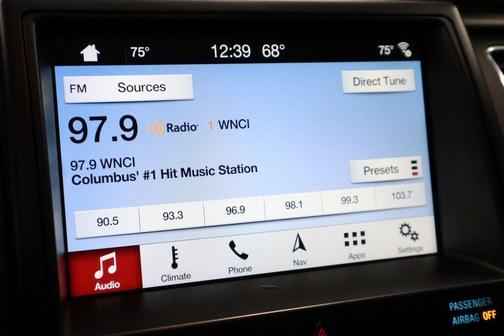 75° 12:39 68° 75°
FM Sources Direct Tune
97.9 HD Radio 1 WNCI
97.9 WNCI
Columbus' #1 Hit Music Station
Presets
90.5 93.3 96.9 98.1 99.3 103.7
Audio Climate Phone Nav Apps Settings
PASSENGER
AIRBAG OFF